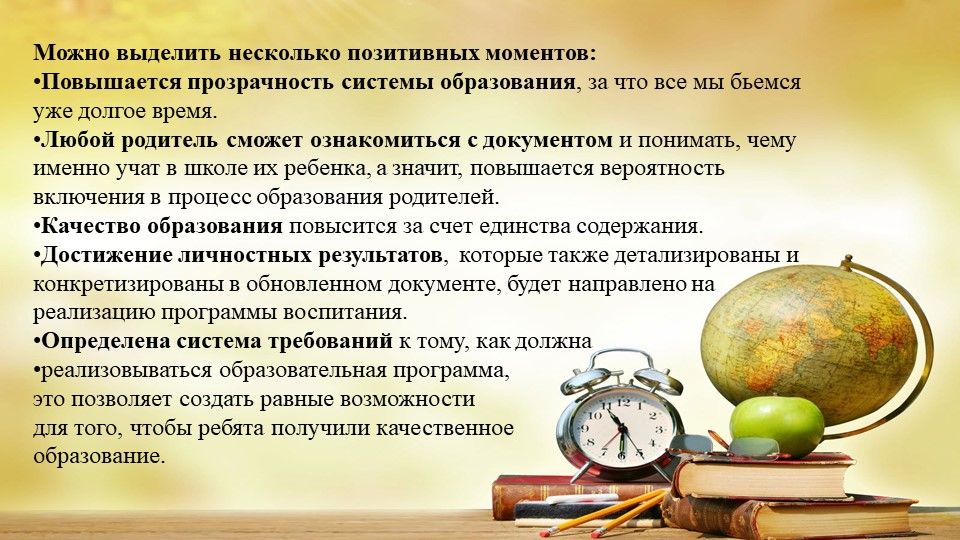 Можно выделить несколько позитивных моментов:
•Повышается прозрачность системы образования, за что все мы бьемся
уже долгое время.
•Любой родитель сможет ознакомиться с документом и понимать, чему
именно учат в школе их ребенка, а значит, повышается вероятность
включения в процесс образования родителей.
•Качество образования повысится за счет единства содержания.
•Достижение личностных результатов, которые также детализированы и
конкретизированы в обновленном документе, будет направлено на
реализацию программы воспитания.
•Определена система требований к тому, как должна
•реализовываться образовательная программа,
это позволяет создать равные возможности
для того, чтобы ребята получили качественное
образование.